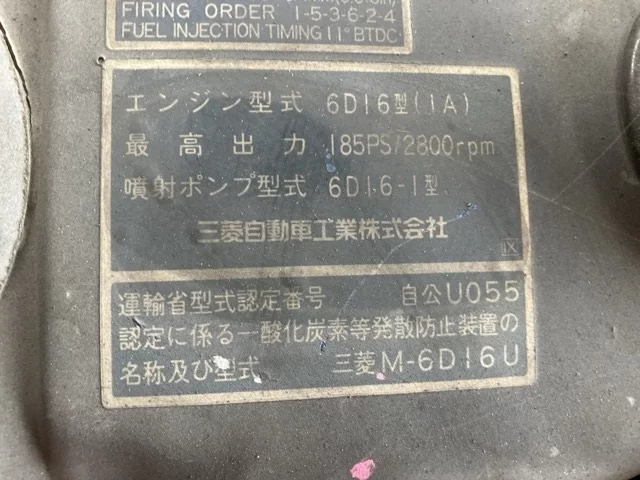 FIRING ORDER 1-5-3-6-2-4
FUEL INJECTION TIMING 11° BTDC
エンジン型式 6D16型(1A)
最高出力 185PS/2800rpm
噴射ポンプ型式 6D16-1型
三菱自動車工業株式会社
IX
運輸省型式認定番号 自公U055
認定に係る一酸化炭素等発散防止装置の
名称及び型式 三菱M-6D16U